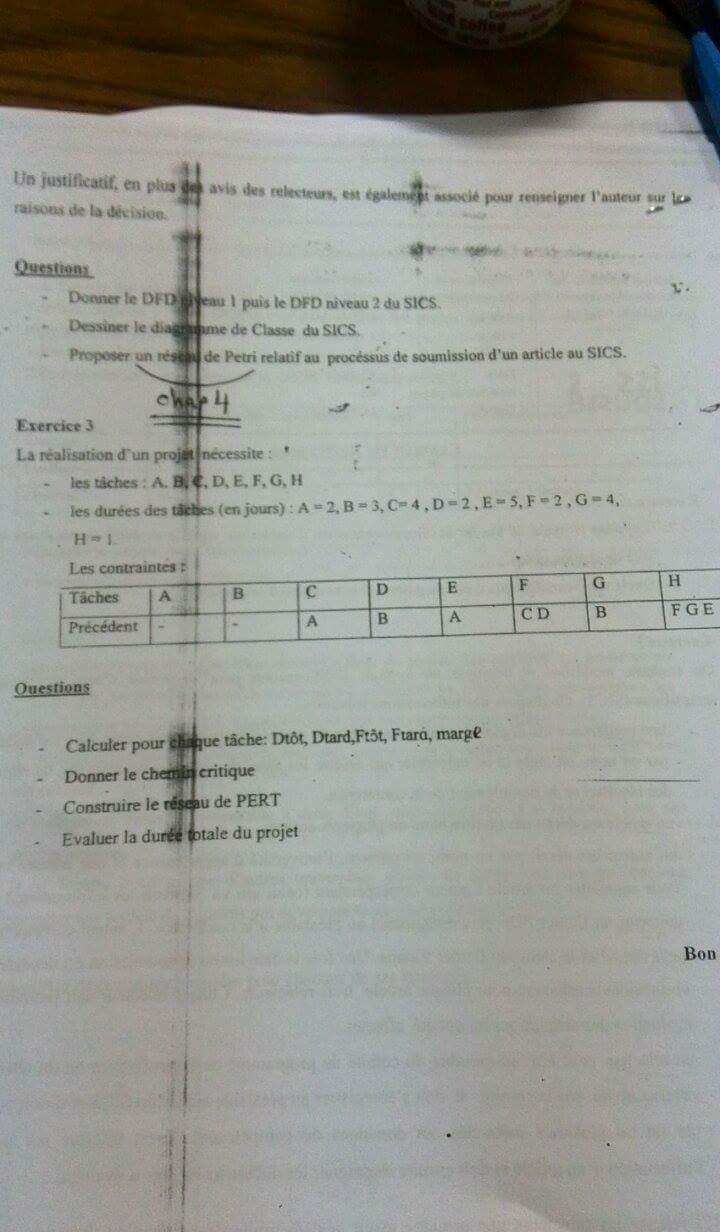 Un justificatif, en plus des avis des relecteurs, est également associé pour renseigner l'auteur sur les
raisons de la décision.
Questions
- Donner le DFD niveau 1 puis le DFD niveau 2 du SICS.
- Dessiner le diagramme de Classe du SICS.
- Proposer un réseau de Petri relatif au procéssus de soumission d'un article au SICS.
chap 4
Exercice 3
La réalisation d'un projet nécessite :
- les tâches : A, B, C, D, E, F, G, H
- les durées des tâches (en jours) : A = 2, B = 3, C= 4 , D = 2 , E = 5, F = 2 , G = 4,
H = 1
Les contraintes :
Tâches A B C D E F G H
Précédent - - A B A C D B F G E
Questions
- Calculer pour chaque tâche: Dtôt, Dtard,Ftôt, Ftard, marge
- Donner le chemin critique
- Construire le réseau de PERT
- Evaluer la durée totale du projet
Bon